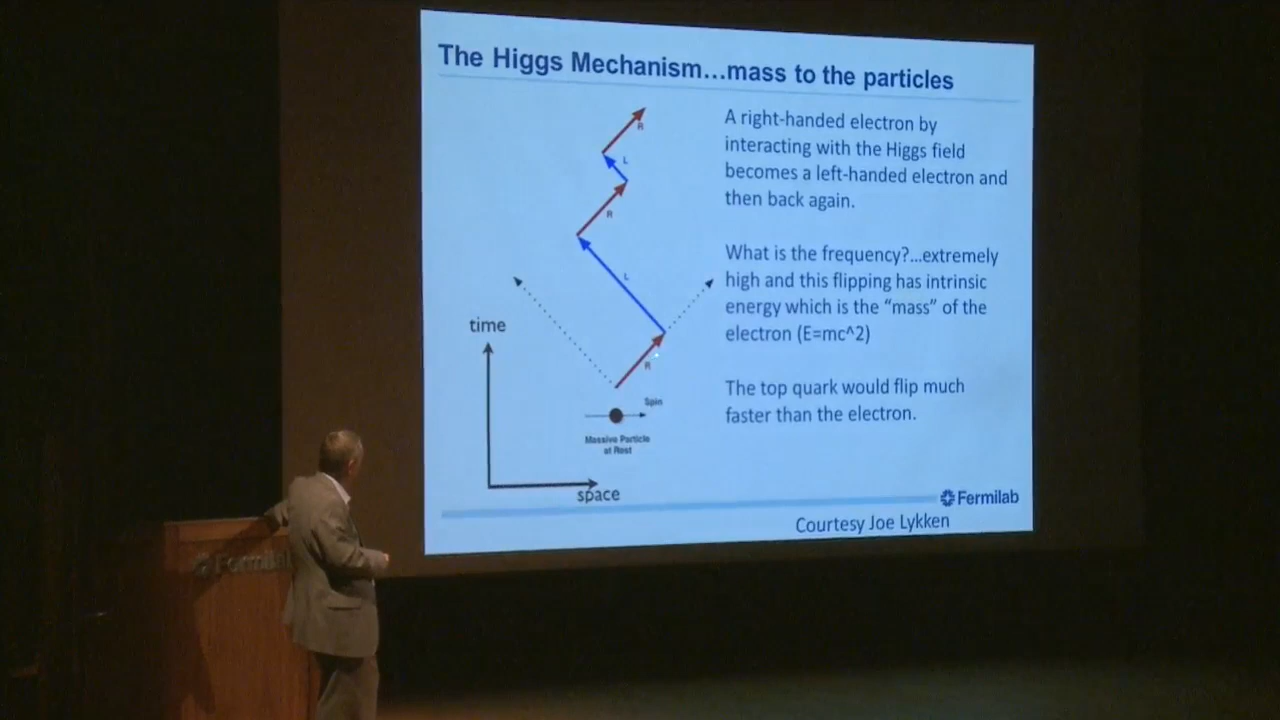 The Higgs Mechanism...mass to the particles
R
L
R
L
R
A right-handed electron by
interacting with the Higgs field
becomes a left-handed electron and
then back again.
What is the frequency?...extremely
high and this flipping has intrinsic
energy which is the “mass” of the
electron (E=mc^2)
The top quark would flip much
faster than the electron.
time
Spin
Massive Particle
at Rest
space
Fermilab
Courtesy Joe Lykken
Fermilab